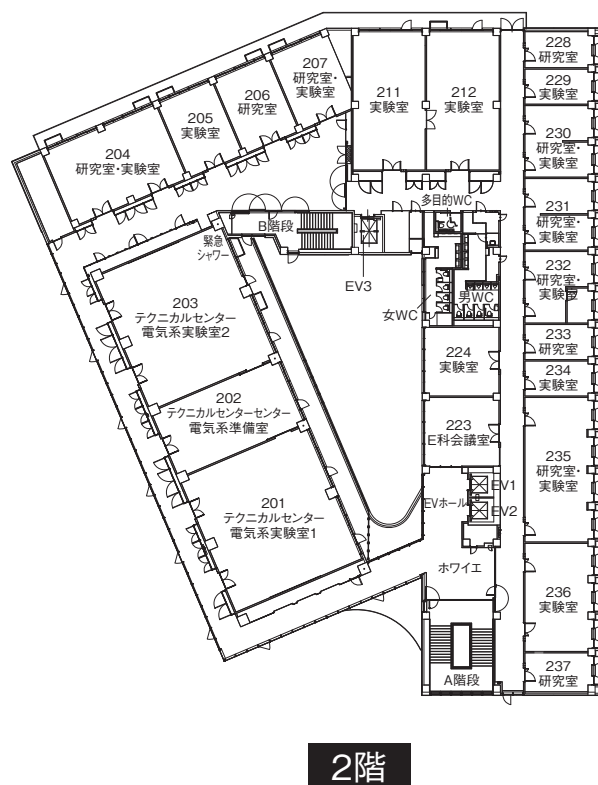 228
研究室
229
実験室
230
研究室・
実験室
231
研究室・
実験室
232
研究室・
実験室
233
研究室
234
実験室
235
研究室・
実験室
236
実験室
237
研究室
207
研究室・
実験室
206
研究室
205
実験室
204
研究室・実験室
211
実験室
212
実験室
多目的WC
B階段
緊急
シャワー
EV3
女WC
男WC
203
テクニカルセンター
電気系実験室2
202
テクニカルセンターセンター
電気系準備室
201
テクニカルセンター
電気系実験室1
224
実験室
223
E科会議室
EV1
EVホール
EV2
ホワイエ
A階段
2階